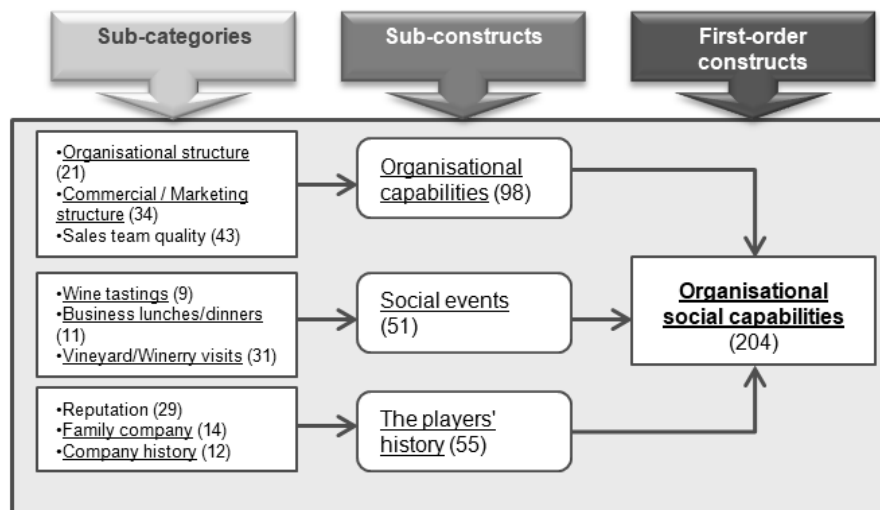 Sub-categories
Sub-constructs
First-order
constructs
•Organisational structure
(21)
•Commercial / Marketing
structure (34)
•Sales team quality (43)
Organisational
capabilities (98)
•Wine tastings (9)
•Business lunches/dinners
(11)
•Vineyard/Winerry visits (31)
Social events
(51)
Organisational
social capabilities
(204)
•Reputation (29)
•Family company (14)
•Company history (12)
The players'
history (55)